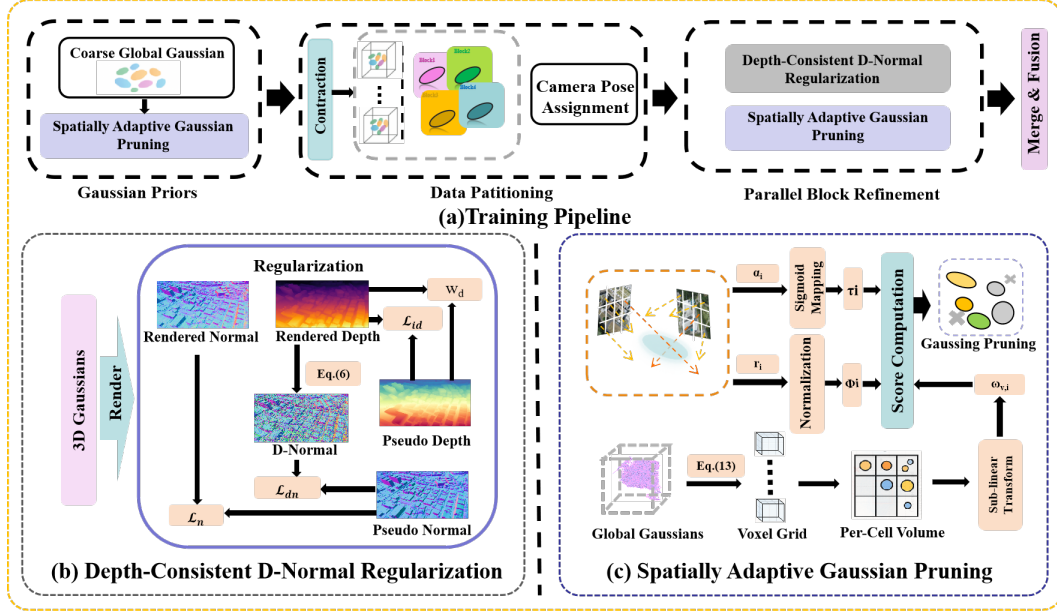 Coarse Global Gaussian
Spatially Adaptive Gaussian
Pruning
Gaussian Priors
Contraction
Block1
Block2
Block3
Block4
Camera Pose
Assignment
Data Patitioning
Depth-Consistent D-Normal
Regularization
Spatially Adaptive Gaussian
Pruning
Parallel Block Refinement
Merge & Fusion
(a)Training Pipeline
3D Gaussians
Render
Regularization
Rendered Normal
Rendered Depth
W_d
ℒ_id
Eq.(6)
D-Normal
Pseudo Depth
ℒ_dn
ℒ_n
Pseudo Normal
(b) Depth-Consistent D-Normal Regularization
α_i
Sigmoid
Mapping
τi
r_i
Normalization
Φi
Score Computation
Gaussing Pruning
ω_v,i
Sub-linear
Transform
Global Gaussians
Eq.(13)
Voxel Grid
Per-Cell Volume
(c) Spatially Adaptive Gaussian Pruning